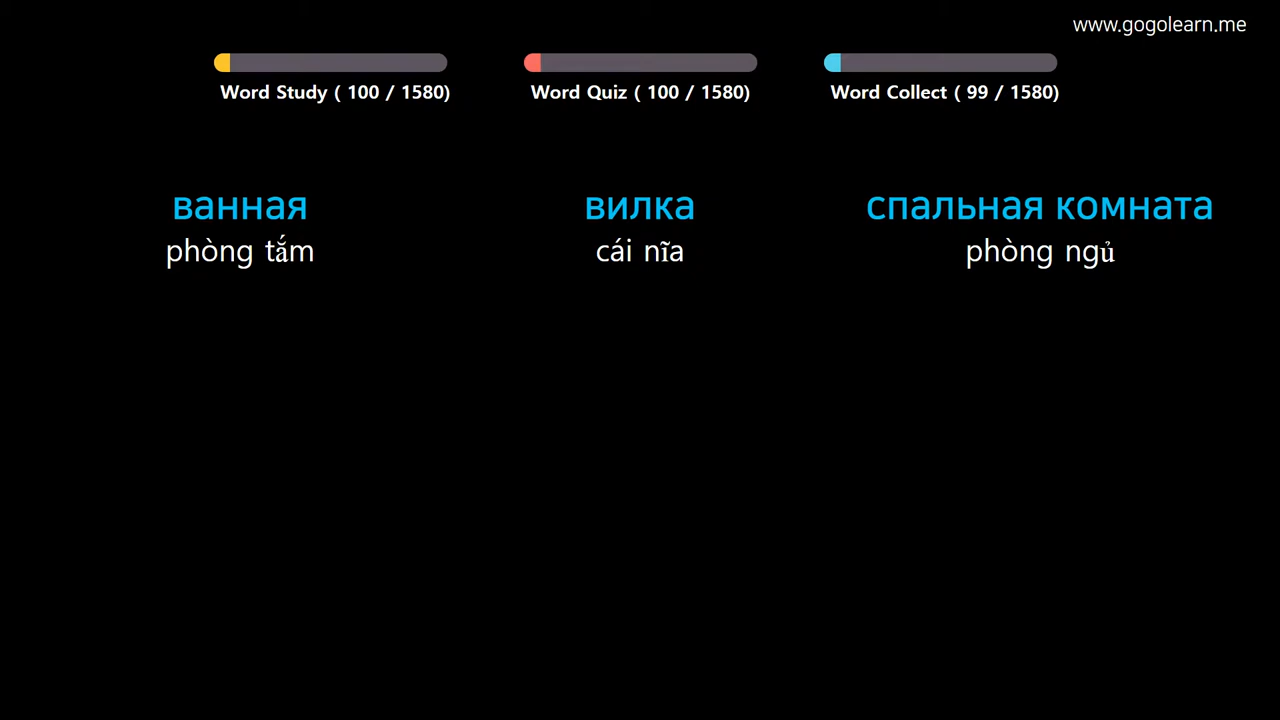 www.gogolearn.me
Word Study ( 100 / 1580)
Word Quiz ( 100 / 1580)
Word Collect ( 99 / 1580)
ванная
phòng tắm
вилка
cái nĩa
спальная комната
phòng ngủ